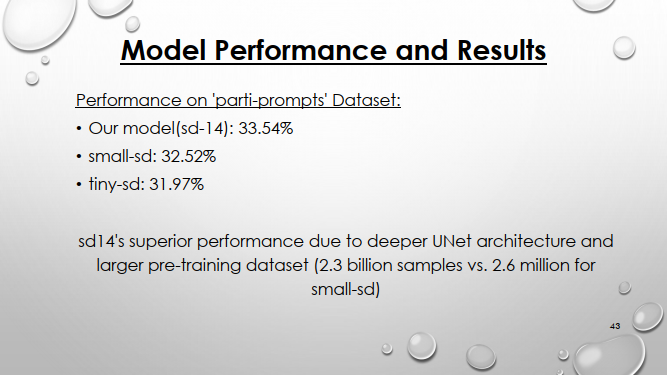 Model Performance and Results
Performance on 'parti-prompts' Dataset:
• Our model(sd-14): 33.54%
• small-sd: 32.52%
• tiny-sd: 31.97%
sd14's superior performance due to deeper UNet architecture and
larger pre-training dataset (2.3 billion samples vs. 2.6 million for
small-sd)
43